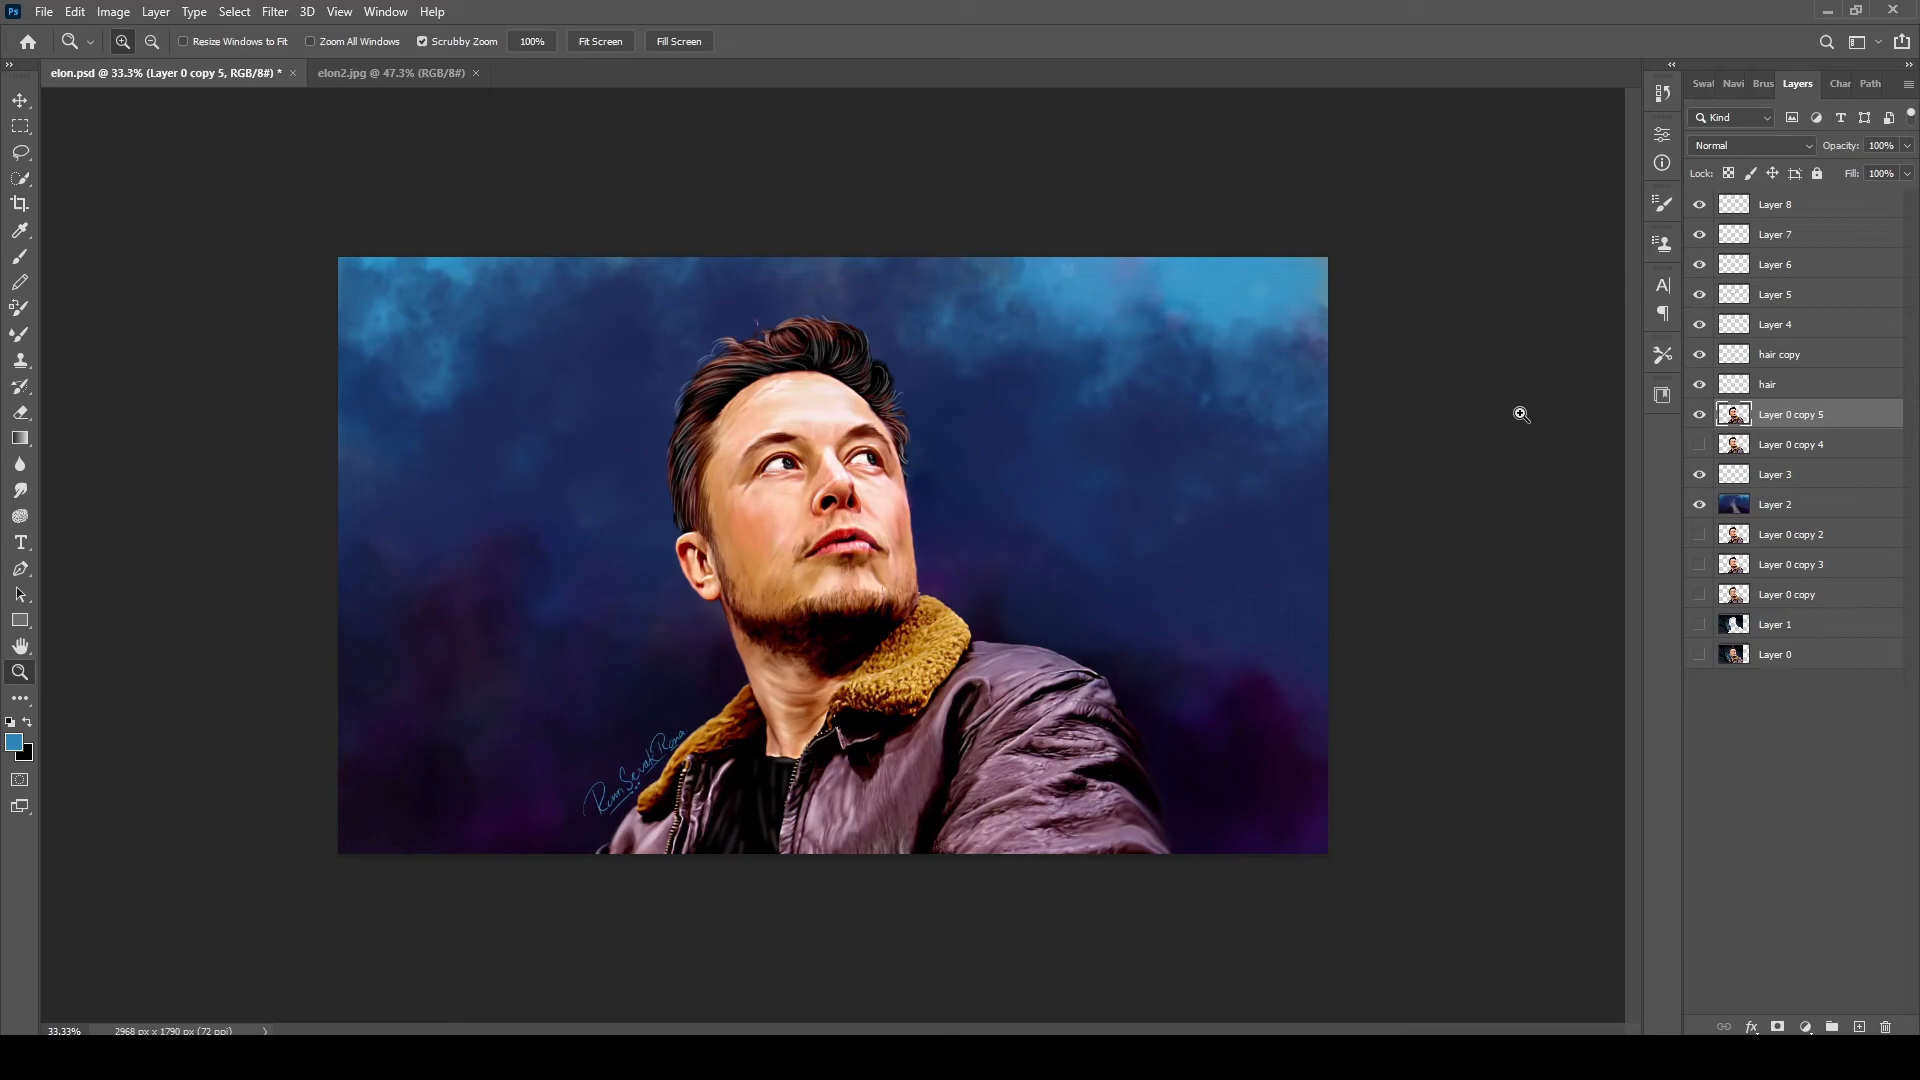 Ps File Edit Image Layer Type Select Filter 3D View Window Help
Resize Windows to Fit Zoom All Windows Scrubby Zoom 100% Fit Screen Fill Screen
elon.psd @ 33.3% (Layer 0 copy 5, RGB/8#) * × elon2.jpg @ 47.3% (RGB/8#) ×
Swat Navi Brus Layers Char Path
Kind
Normal Opacity: 100%
Lock: Fill: 100%
Layer 8
Layer 7
Layer 6
Layer 5
Layer 4
hair copy
hair
Layer 0 copy 5
Layer 0 copy 4
Layer 3
Layer 2
Layer 0 copy 2
Layer 0 copy 3
Layer 0 copy
Layer 1
Layer 0
33.33% 2968 px x 1790 px (72 ppi)